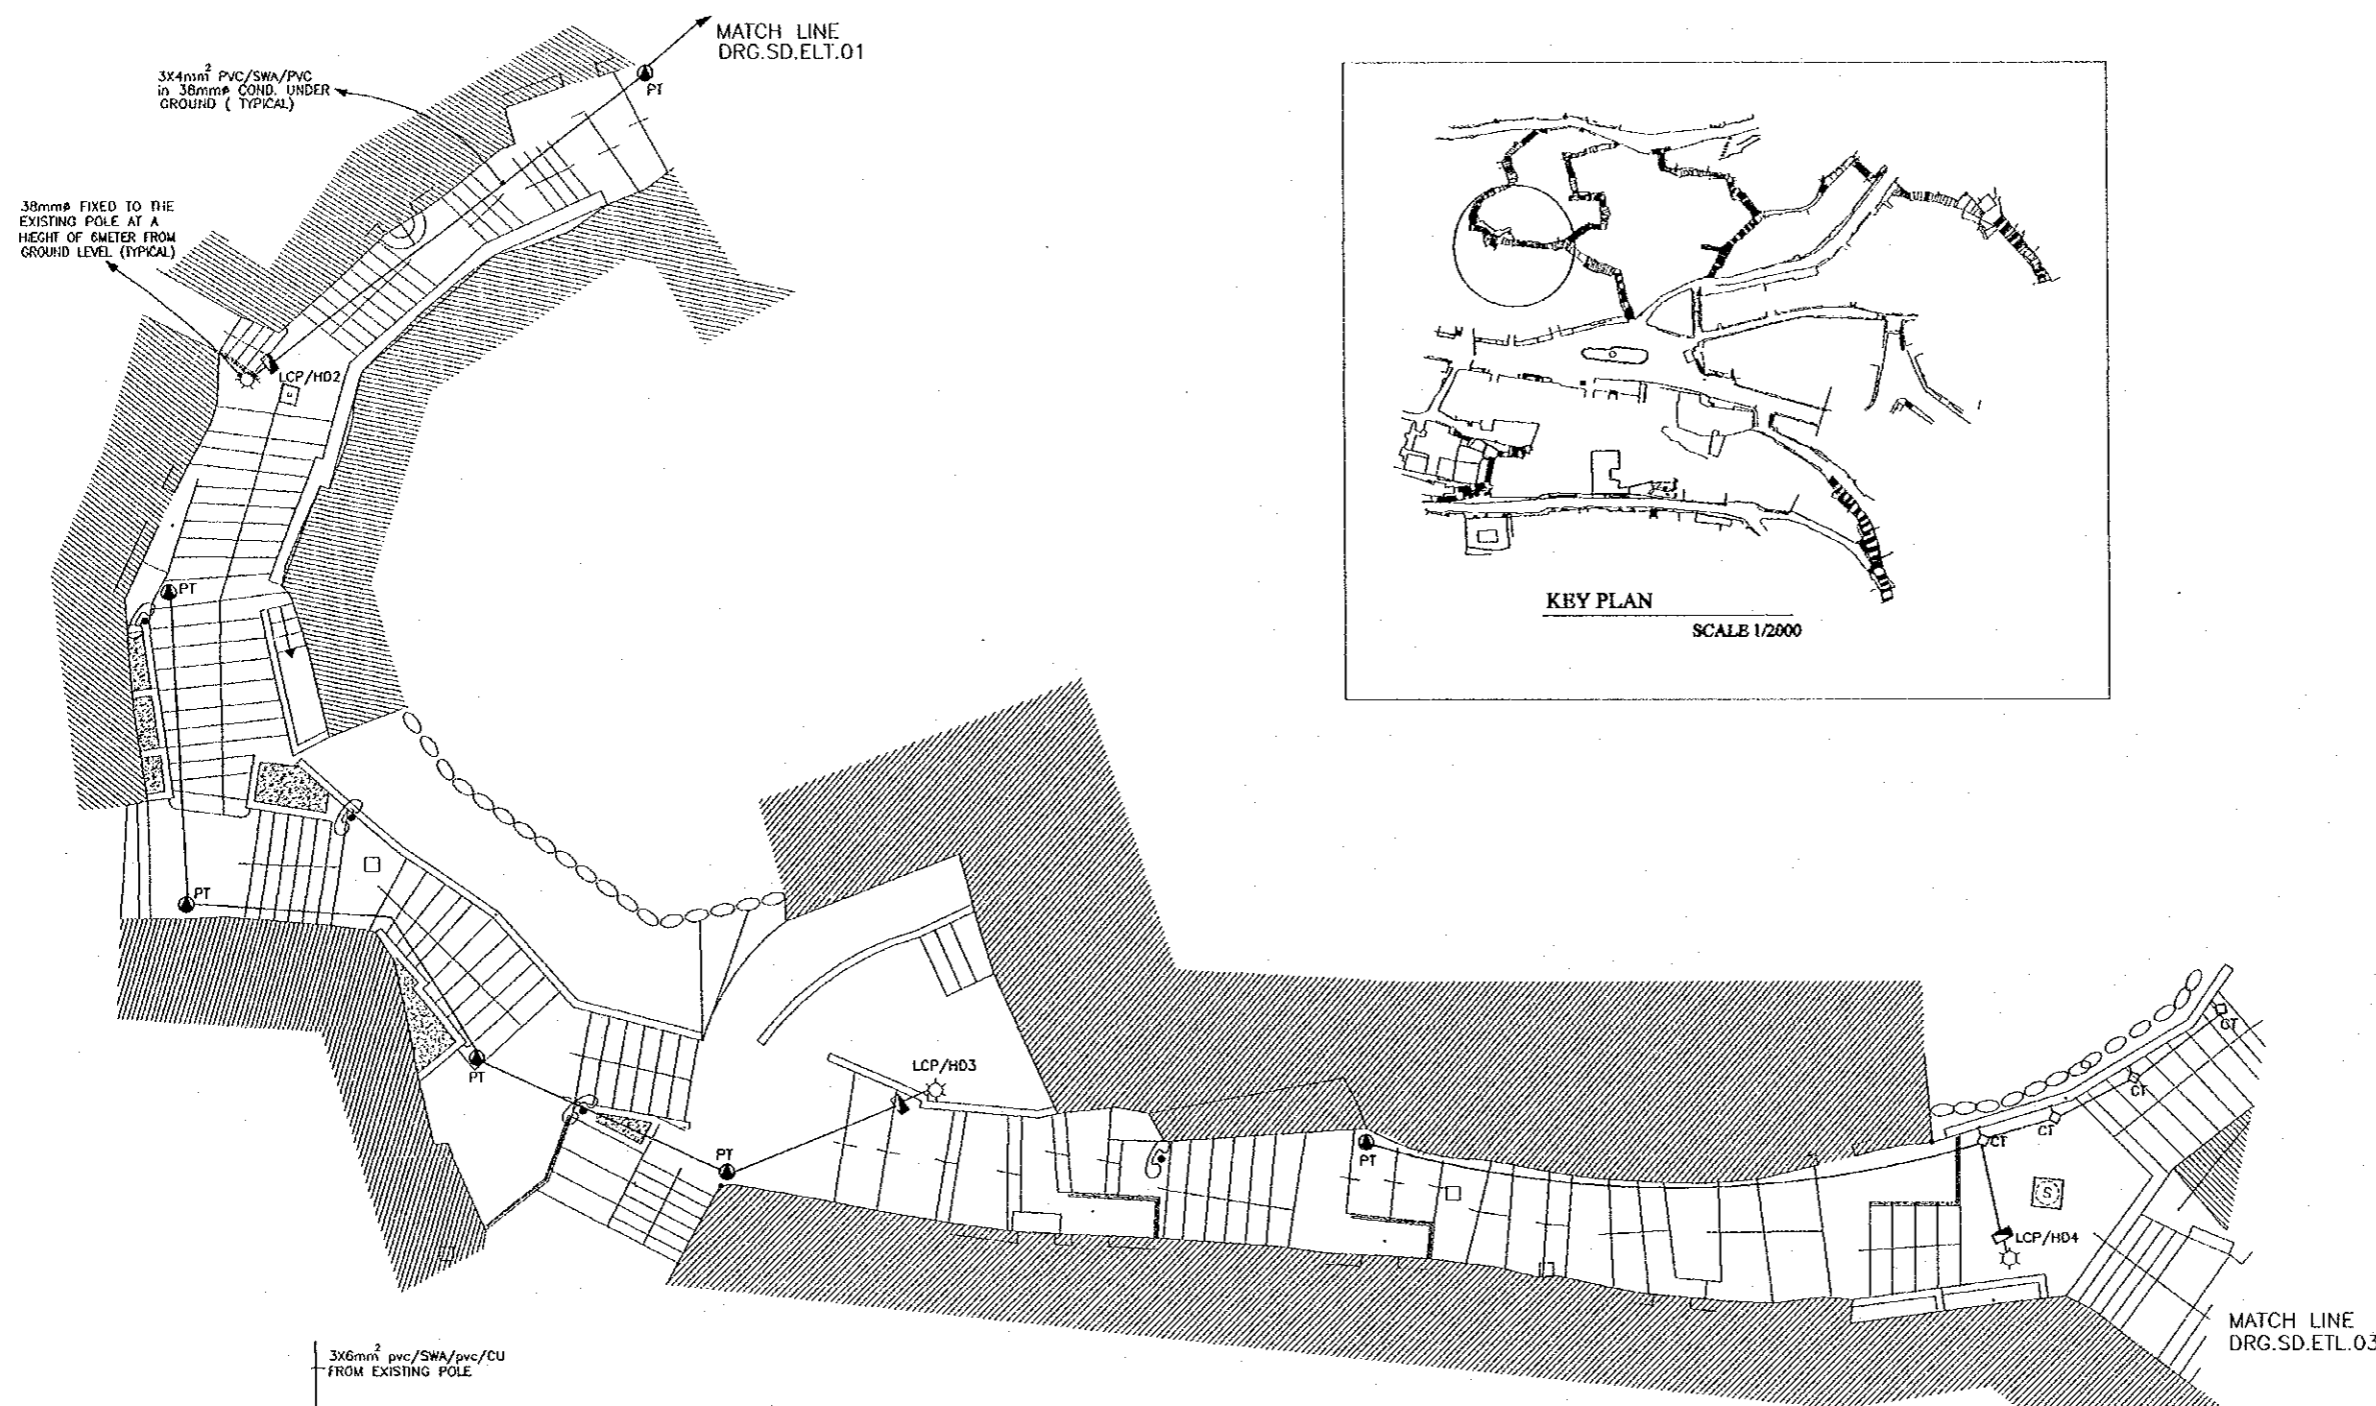 MATCH LINE
DRG.SD.ELT.01
3X4mm² PVC/SWA/PVC
in 38mmø COND. UNDER
GROUND ( TYPICAL)
PT
38mmø FIXED TO THE
EXISTING POLE AT A
HIEGHT OF 6METER FROM
GROUND LEVEL (TYPICAL)
LCP/HD2
PT
KEY PLAN
SCALE 1/2000
PT
CT
LCP/HD3
PT
CT
CT
CT
PT
PT
S
LCP/HD4
MATCH LINE
DRG.SD.ETL.03
3X6mm² pvc/SWA/pvc/CU
FROM EXISTING POLE